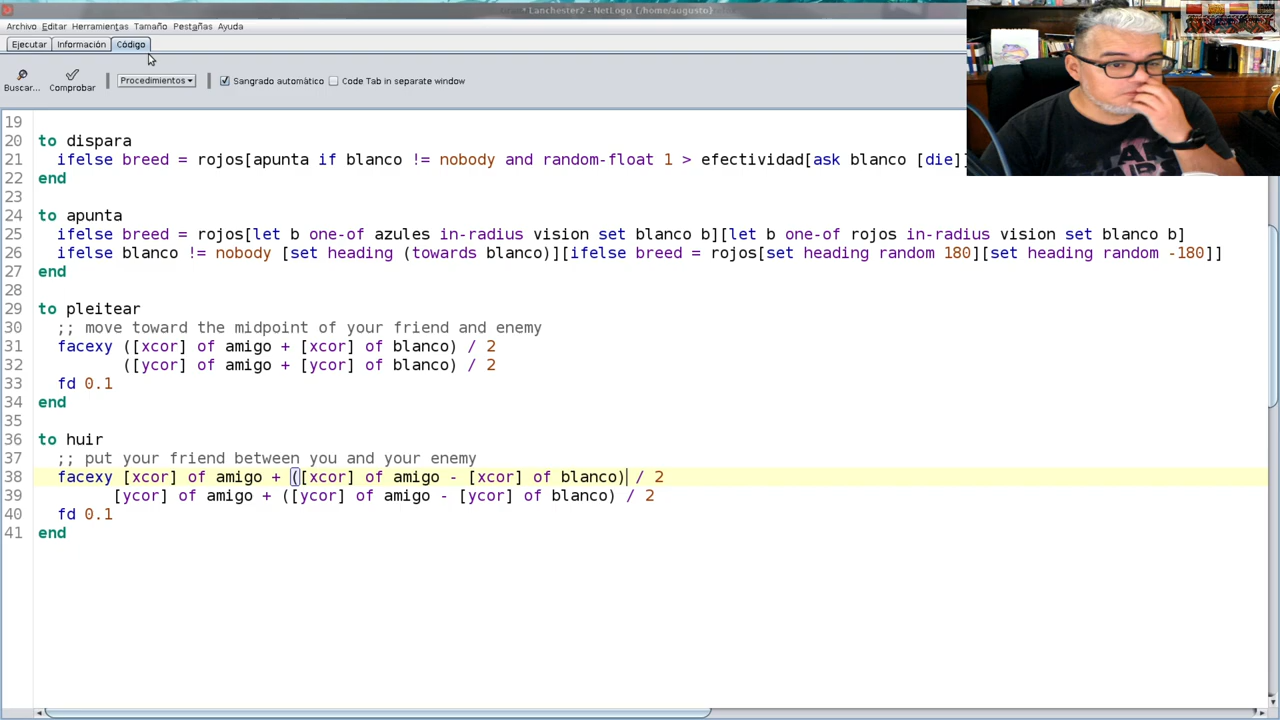 * Lanchester2 - NetLogo {/home/augusto}
Archivo Editar Herramientas Tamaño Pestañas Ayuda
Ejecutar Información Código
Buscar... Comprobar Procedimientos Sangrado automático Code Tab in separate window
19
20 to dispara
21 ifelse breed = rojos[apunta if blanco != nobody and random-float 1 > efectividad[ask blanco [die]]
22 end
23
24 to apunta
25 ifelse breed = rojos[let b one-of azules in-radius vision set blanco b][let b one-of rojos in-radius vision set blanco b]
26 ifelse blanco != nobody [set heading (towards blanco)][ifelse breed = rojos[set heading random 180][set heading random -180]]
27 end
28
29 to pleitear
30 ;; move toward the midpoint of your friend and enemy
31 facexy ([xcor] of amigo + [xcor] of blanco) / 2
32 ([ycor] of amigo + [ycor] of blanco) / 2
33 fd 0.1
34 end
35
36 to huir
37 ;; put your friend between you and your enemy
38 facexy [xcor] of amigo + ([xcor] of amigo - [xcor] of blanco) / 2
39 [ycor] of amigo + ([ycor] of amigo - [ycor] of blanco) / 2
40 fd 0.1
41 end